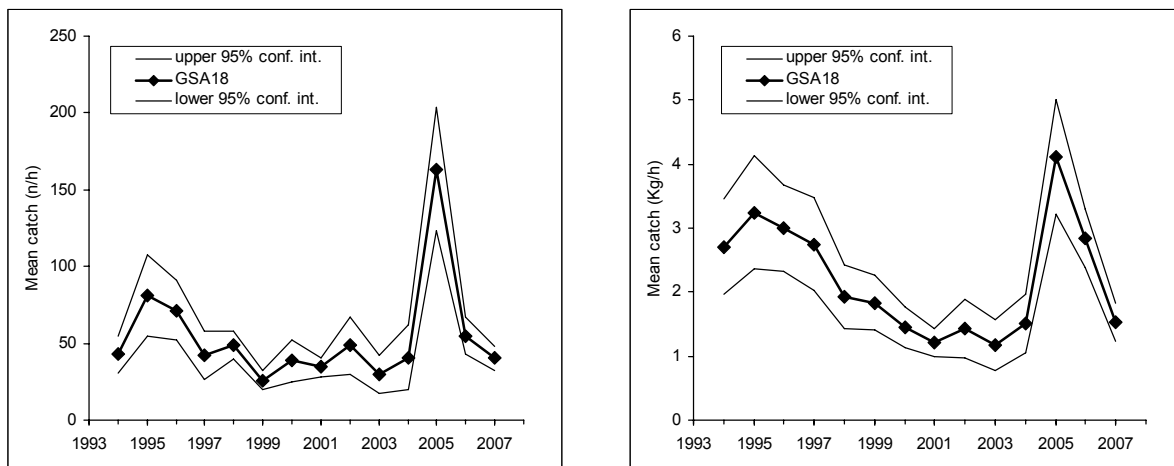 250
200
150
100
50
0
Mean catch (n/h)
upper 95% conf. int.
GSA18
lower 95% conf. int.
1993 1995 1997 1999 2001 2003 2005 2007
6
5
4
3
2
1
0
Mean catch (Kg/h)
upper 95% conf. int.
GSA18
lower 95% conf. int.
1993 1995 1997 1999 2001 2003 2005 2007